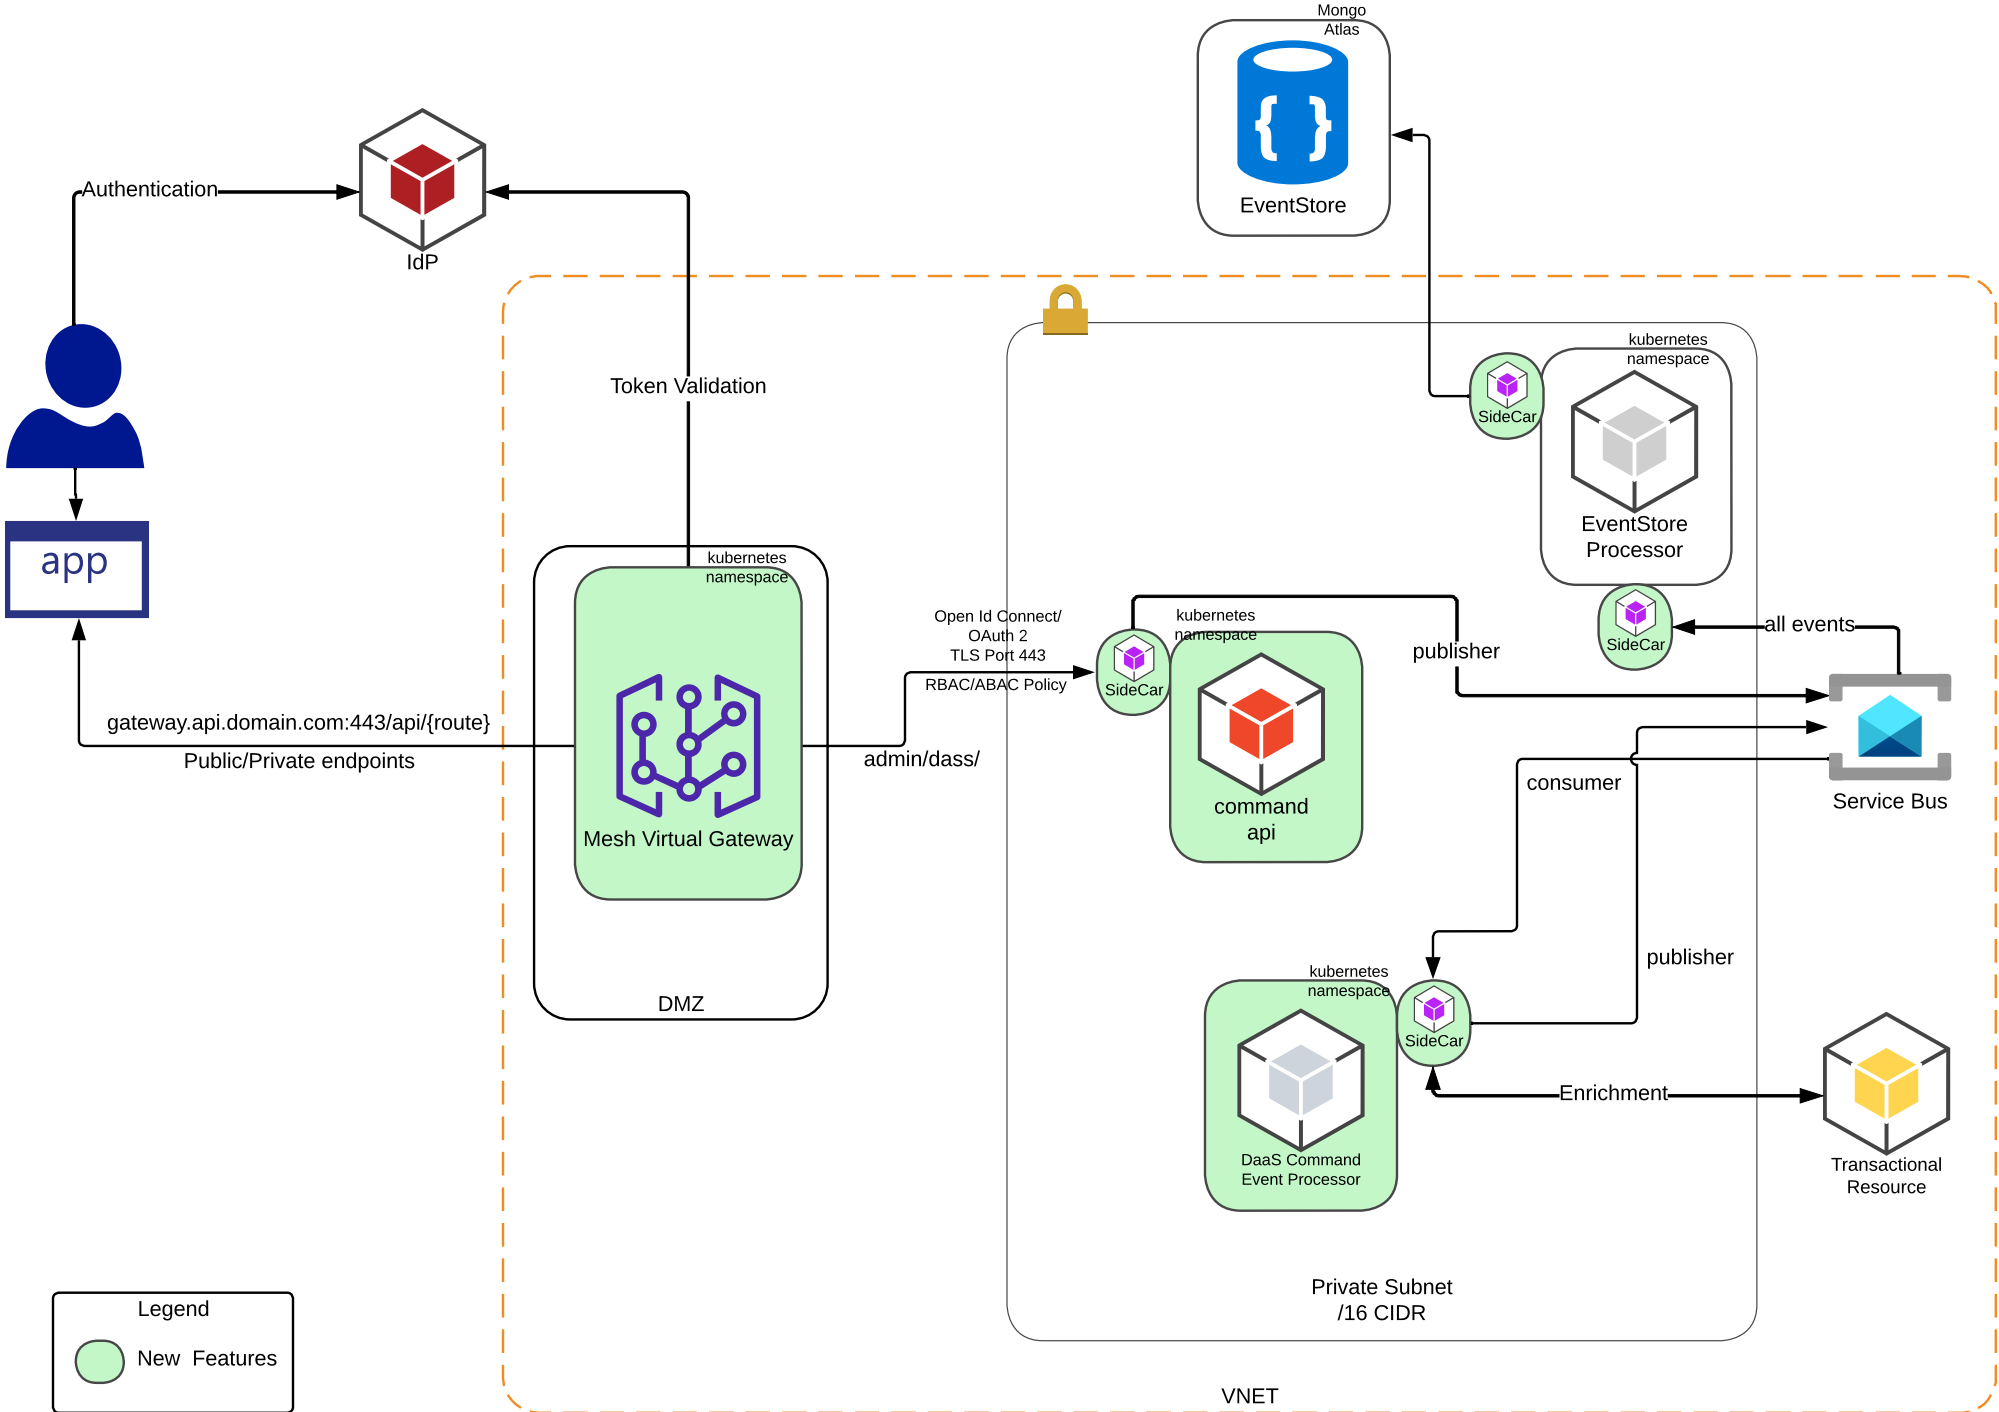 Mongo
Atlas
EventStore
Authentication
IdP
Token Validation
kubernetes
namespace
SideCar
EventStore
Processor
app
kubernetes
namespace
Open Id Connect/
OAuth 2
TLS Port 443
RBAC/ABAC Policy
kubernetes
namespace
SideCar
publisher
SideCar
all events
gateway.api.domain.com:443/api/{route}
Public/Private endpoints
admin/dass/
Mesh Virtual Gateway
command
api
consumer
Service Bus
DMZ
kubernetes
namespace
SideCar
publisher
Enrichment
DaaS Command
Event Processor
Transactional
Resource
Private Subnet
/16 CIDR
Legend
New  Features
VNET